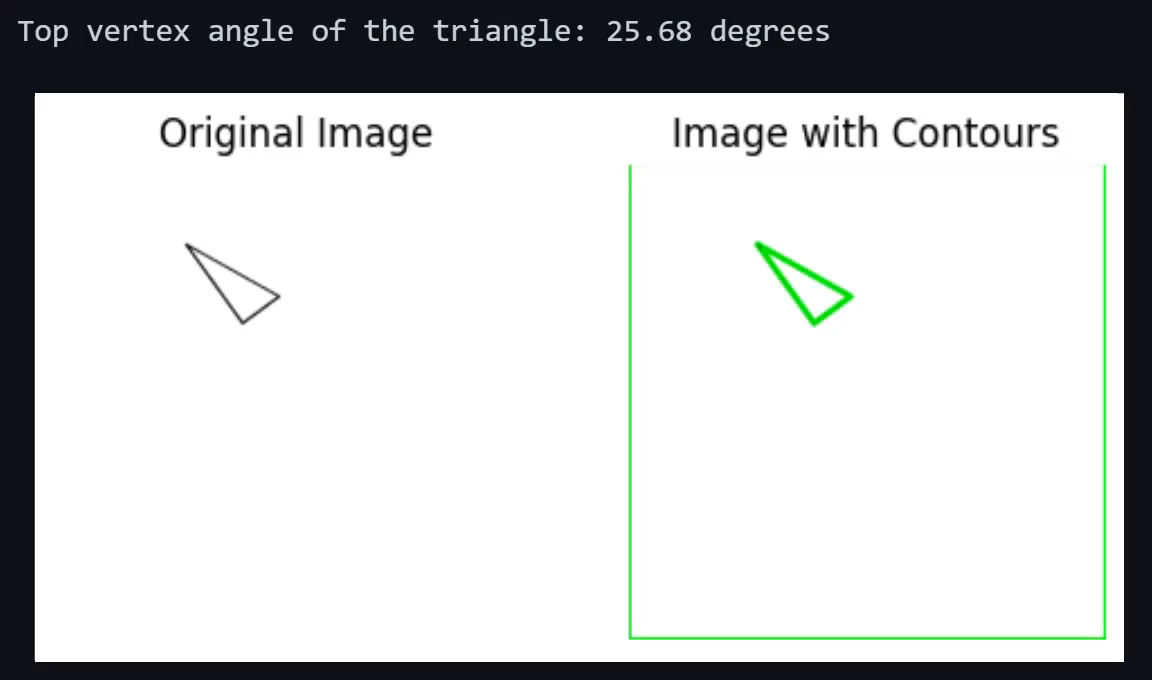 Top vertex angle of the triangle: 25.68 degrees
Original Image
Image with Contours